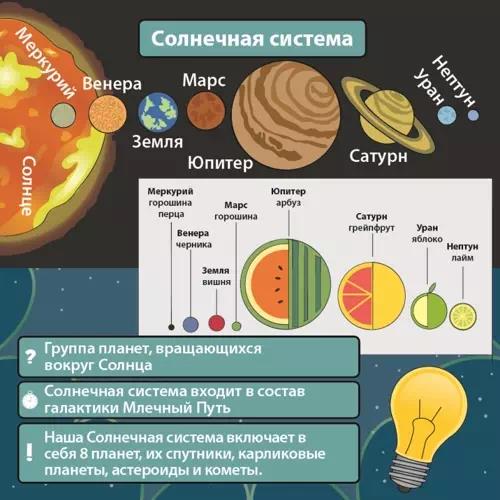 Солнечная система
Меркурий
Венера
Земля
Марс
Юпитер
Сатурн
Уран
Нептун
Солнце
Меркурий
горошина
перца
Венера
черника
Земля
вишня
Марс
горошина
Юпитер
арбуз
Сатурн
грейпфрут
Уран
яблоко
Нептун
лайм
? Группа планет, вращающихся
вокруг Солнца
Солнечная система входит в состав
галактики Млечный Путь
! Наша Солнечная система включает в
себя 8 планет, их спутники, карликовые
планеты, астероиды и кометы.